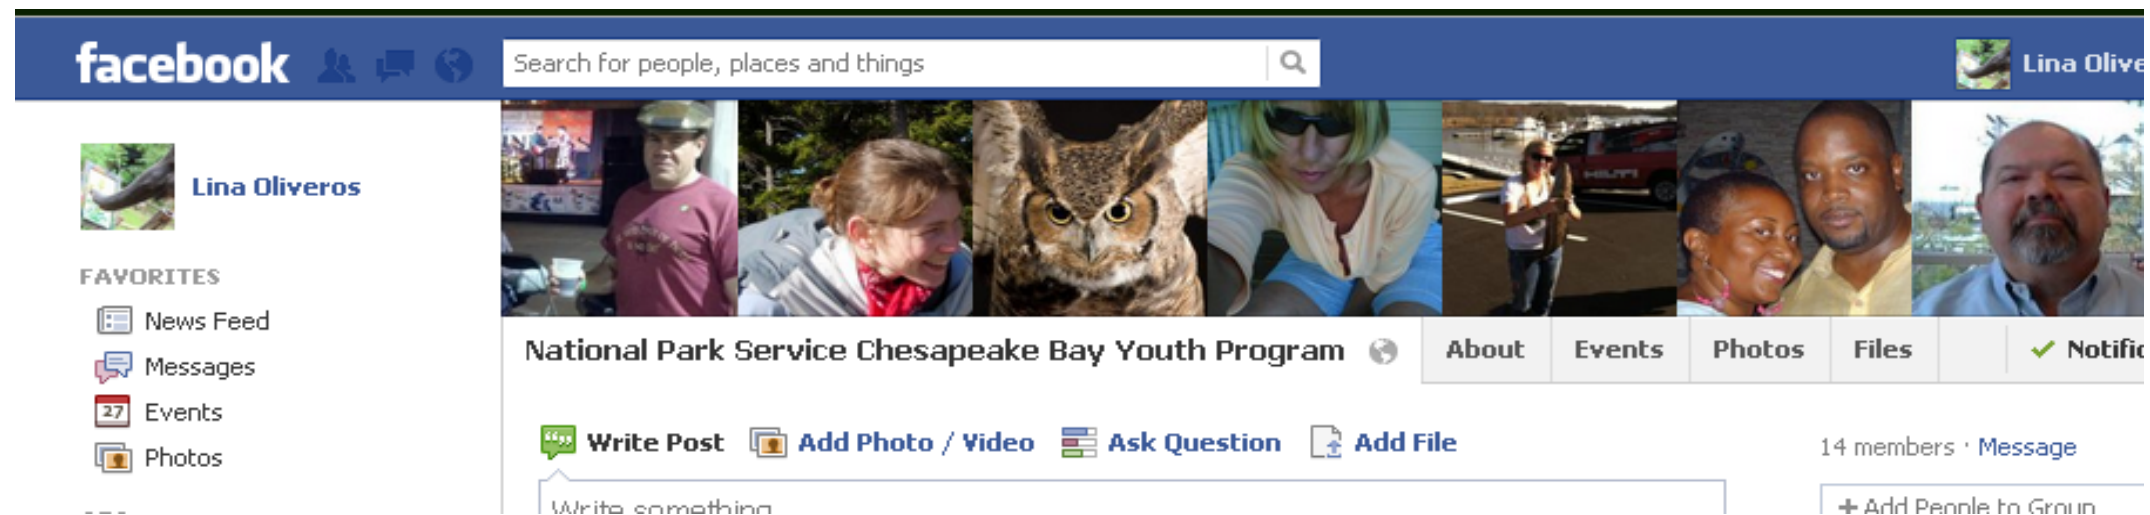 facebook
Search for people, places and things
Lina Olive
Lina Oliveros
FAVORITES
News Feed
Messages
27 Events
Photos
HILTI
National Park Service Chesapeake Bay Youth Program
About Events Photos Files Notific
Write Post Add Photo / Video Ask Question Add File
14 members · Message
Write something
+ Add People to Group